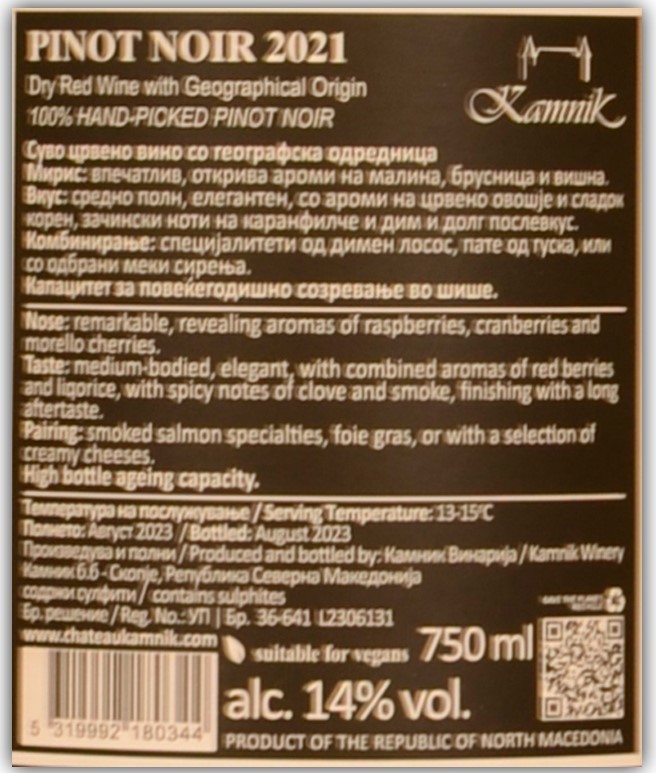 PINOT NOIR 2021
Dry Red Wine with Geographical Origin
100% HAND-PICKED PINOT NOIR
Kamnik
Суво црвено вино со географска одредница
Мирис: впечатлив, открива ароми на малина, брусница и вишна.
Вкус: средно полн, елегантен, со ароми на црвено овошје и сладок
корен, зачински ноти на каранфилче и дим и долг послевкус.
Комбинирање: специјалитети од димен лосос, пате од гуска, или
со одбрани меки сирења.
Капацитет за повеќегодишно созревање во шише.
Nose: remarkable, revealing aromas of raspberries, cranberries and
morello cherries.
Taste: medium-bodied, elegant, with combined aromas of red berries
and liqorice, with spicy notes of clove and smoke, finishing with a long
aftertaste.
Pairing: smoked salmon specialties, foie gras, or with a selection of
creamy cheeses.
High bottle ageing capacity.
Температура на послужување / Serving Temperature: 13-15°C
Полнето: Август 2023 / Bottled: August 2023
Произведува и полни / Produced and bottled by: Камник Винарија / Kamnik Winery
Камник б.б - Скопје, Република Северна Македонија
содржи сулфити / contains sulphites
Бр. решение / Reg. No.: УП | Бр. 36-641 L2306131
www.chateaukamnik.com
SAVE THE PLANET
RECYCLE
suitable for vegans 750 ml
alc. 14% vol.
5 319992 180344
PRODUCT OF THE REPUBLIC OF NORTH MACEDONIA